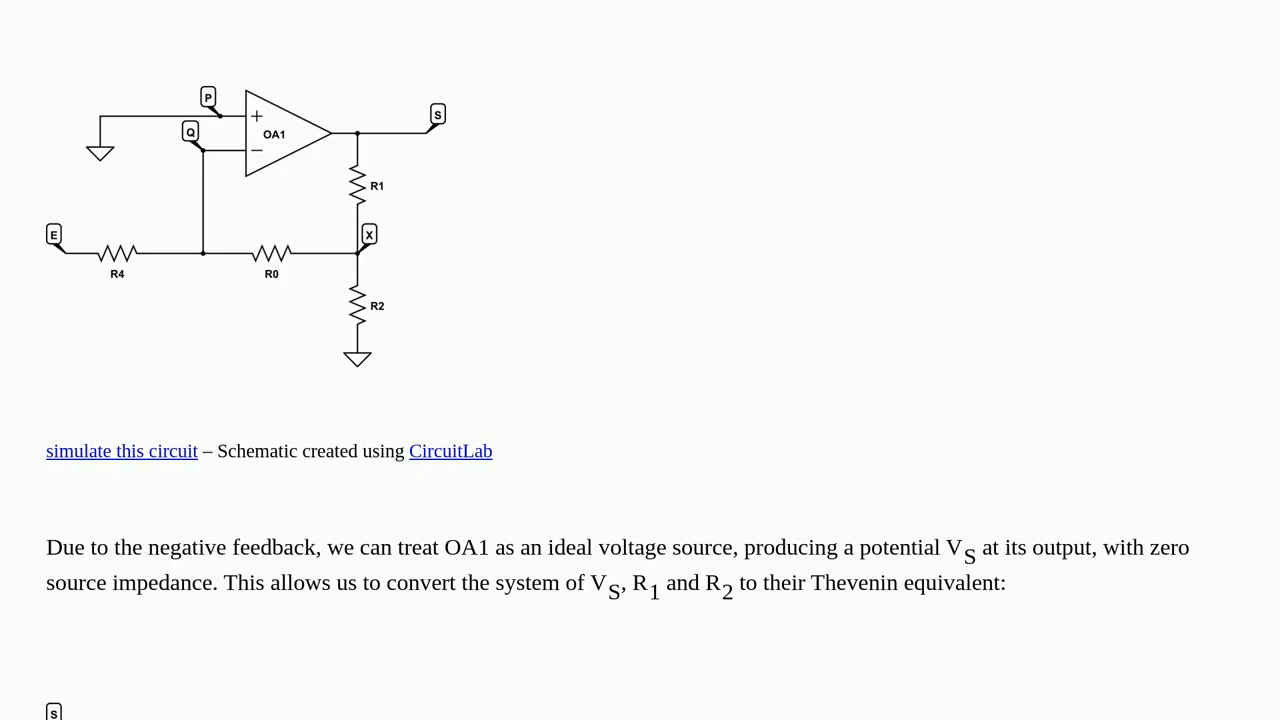 P
S
Q
+
OA1
−
R1
E
X
R4
R0
R2
simulate this circuit – Schematic created using CircuitLab
Due to the negative feedback, we can treat OA1 as an ideal voltage source, producing a potential VS at its output, with zero
source impedance. This allows us to convert the system of VS, R1 and R2 to their Thevenin equivalent:
S